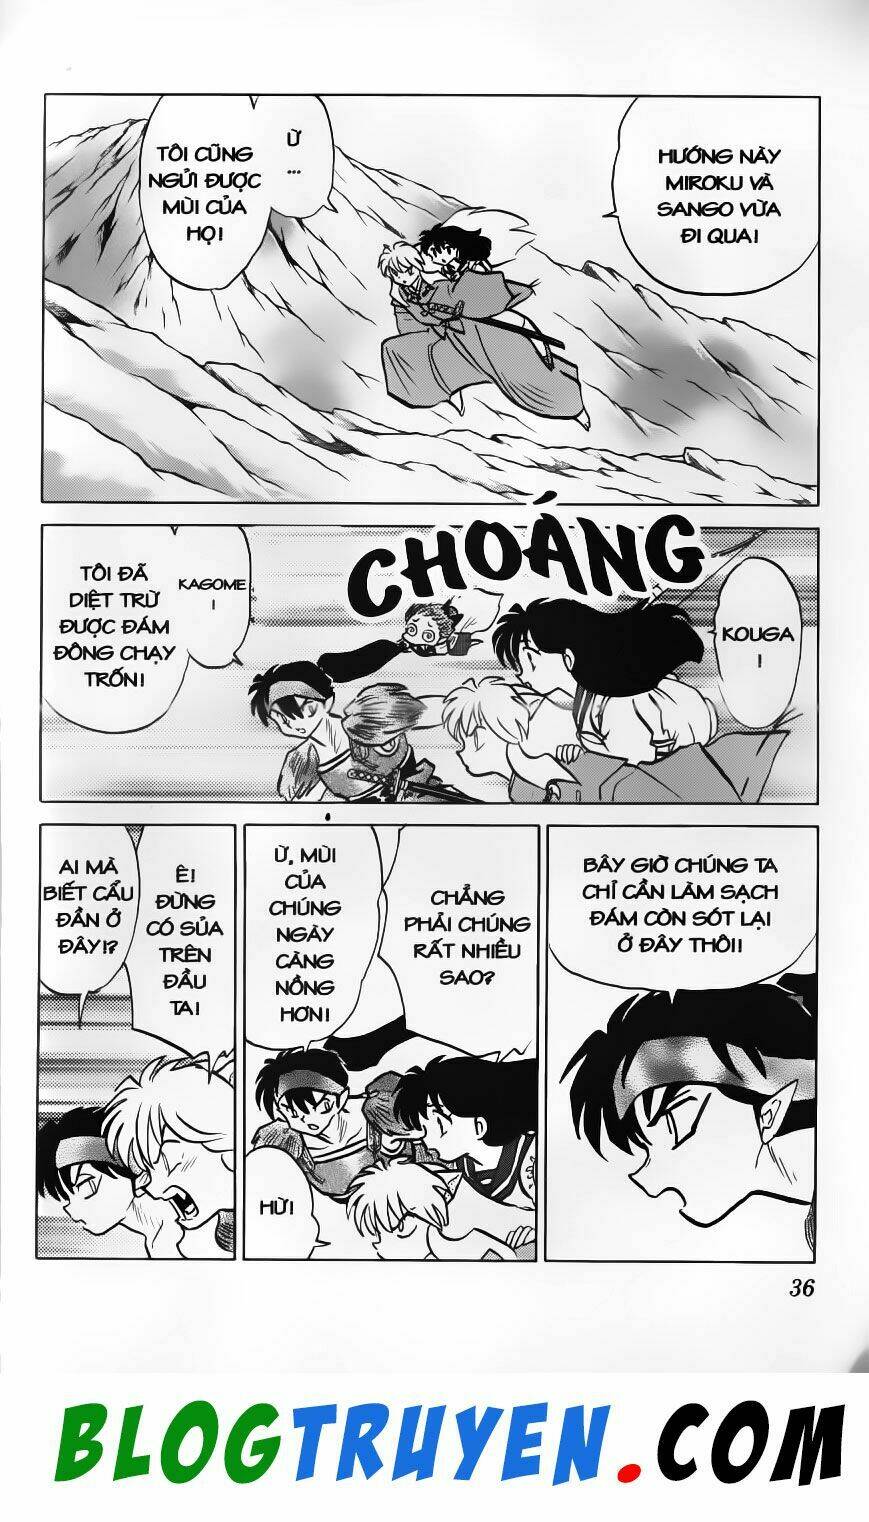 HƯỚNG NÀY
MIROKU VÀ
SANGO VỪA
ĐI QUA!
Ừ
...
TÔI CŨNG
NGỬI ĐƯỢC
MÙI CỦA
HỌ!
CHOÁNG
KOUGA
!
KAGOME
!
TÔI ĐÃ
DIỆT TRỪ
ĐƯỢC ĐÁM
ĐÔNG CHẠY
TRỐN!
BÂY GIỜ CHÚNG TA
CHỈ CẦN LÀM SẠCH
ĐÁM CÒN SÓT LẠI
Ở ĐÂY THÔI!
CHẲNG
PHẢI CHÚNG
RẤT NHIỀU
SAO?
Ừ, MÙI
CỦA
CHÚNG
NGÀY
CÀNG
NỒNG
HƠN!
HỪ!
Ê!
ĐỪNG
CÓ SỦA
TRÊN
ĐẦU
TA!
AI MÀ
BIẾT CẨU
ĐẦN Ở
ĐÂY!?
36
BLOGTRUYEN.COM